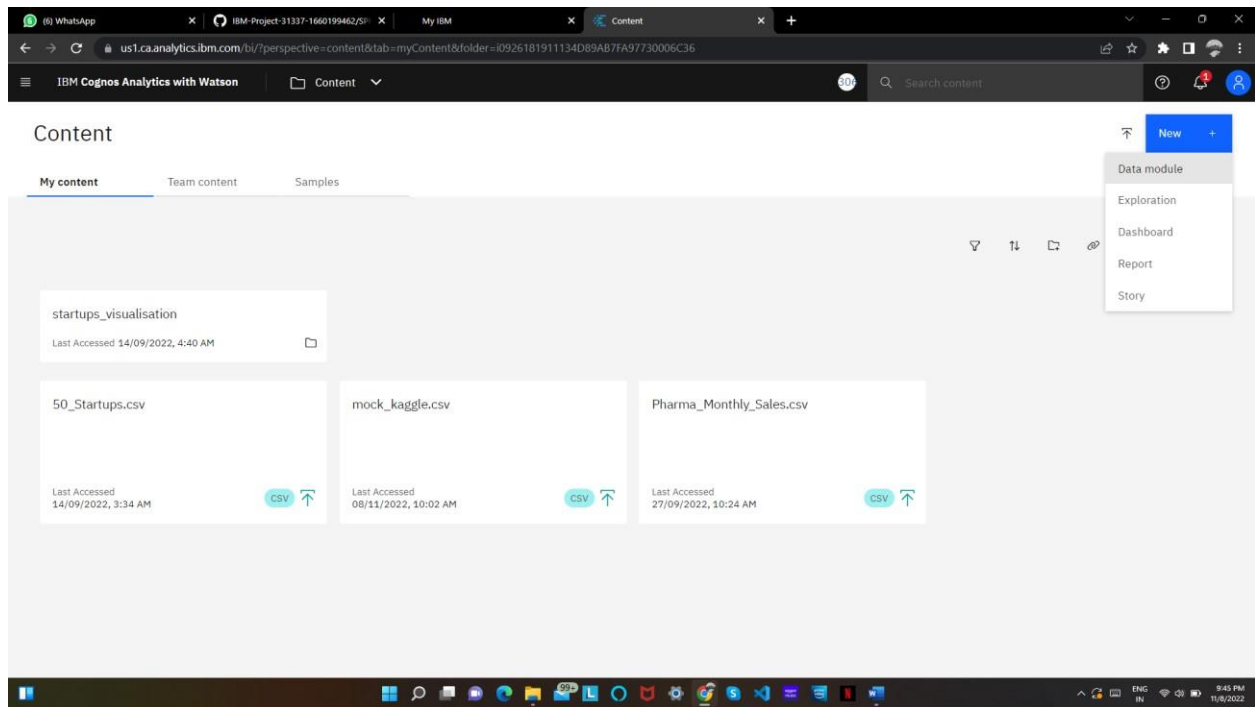 (6) WhatsApp
IBM-Project-31337-1660199462/SPI
My IBM
Content
us1.ca.analytics.ibm.com/bi/?perspective=content&tab=myContent&folder=i0926181911134D89AB7FA97730006C36
IBM Cognos Analytics with Watson
Content
Search content
1
Content
New +
My content
Team content
Samples
Data module
Exploration
Dashboard
Report
Story
startups_visualisation
Last Accessed 14/09/2022, 4:40 AM
50_Startups.csv
Last Accessed
14/09/2022, 3:34 AM
CSV
mock_kaggle.csv
Last Accessed
08/11/2022, 10:02 AM
CSV
Pharma_Monthly_Sales.csv
Last Accessed
27/09/2022, 10:24 AM
CSV
99+
ENG
IN
9:45 PM
11/8/2022